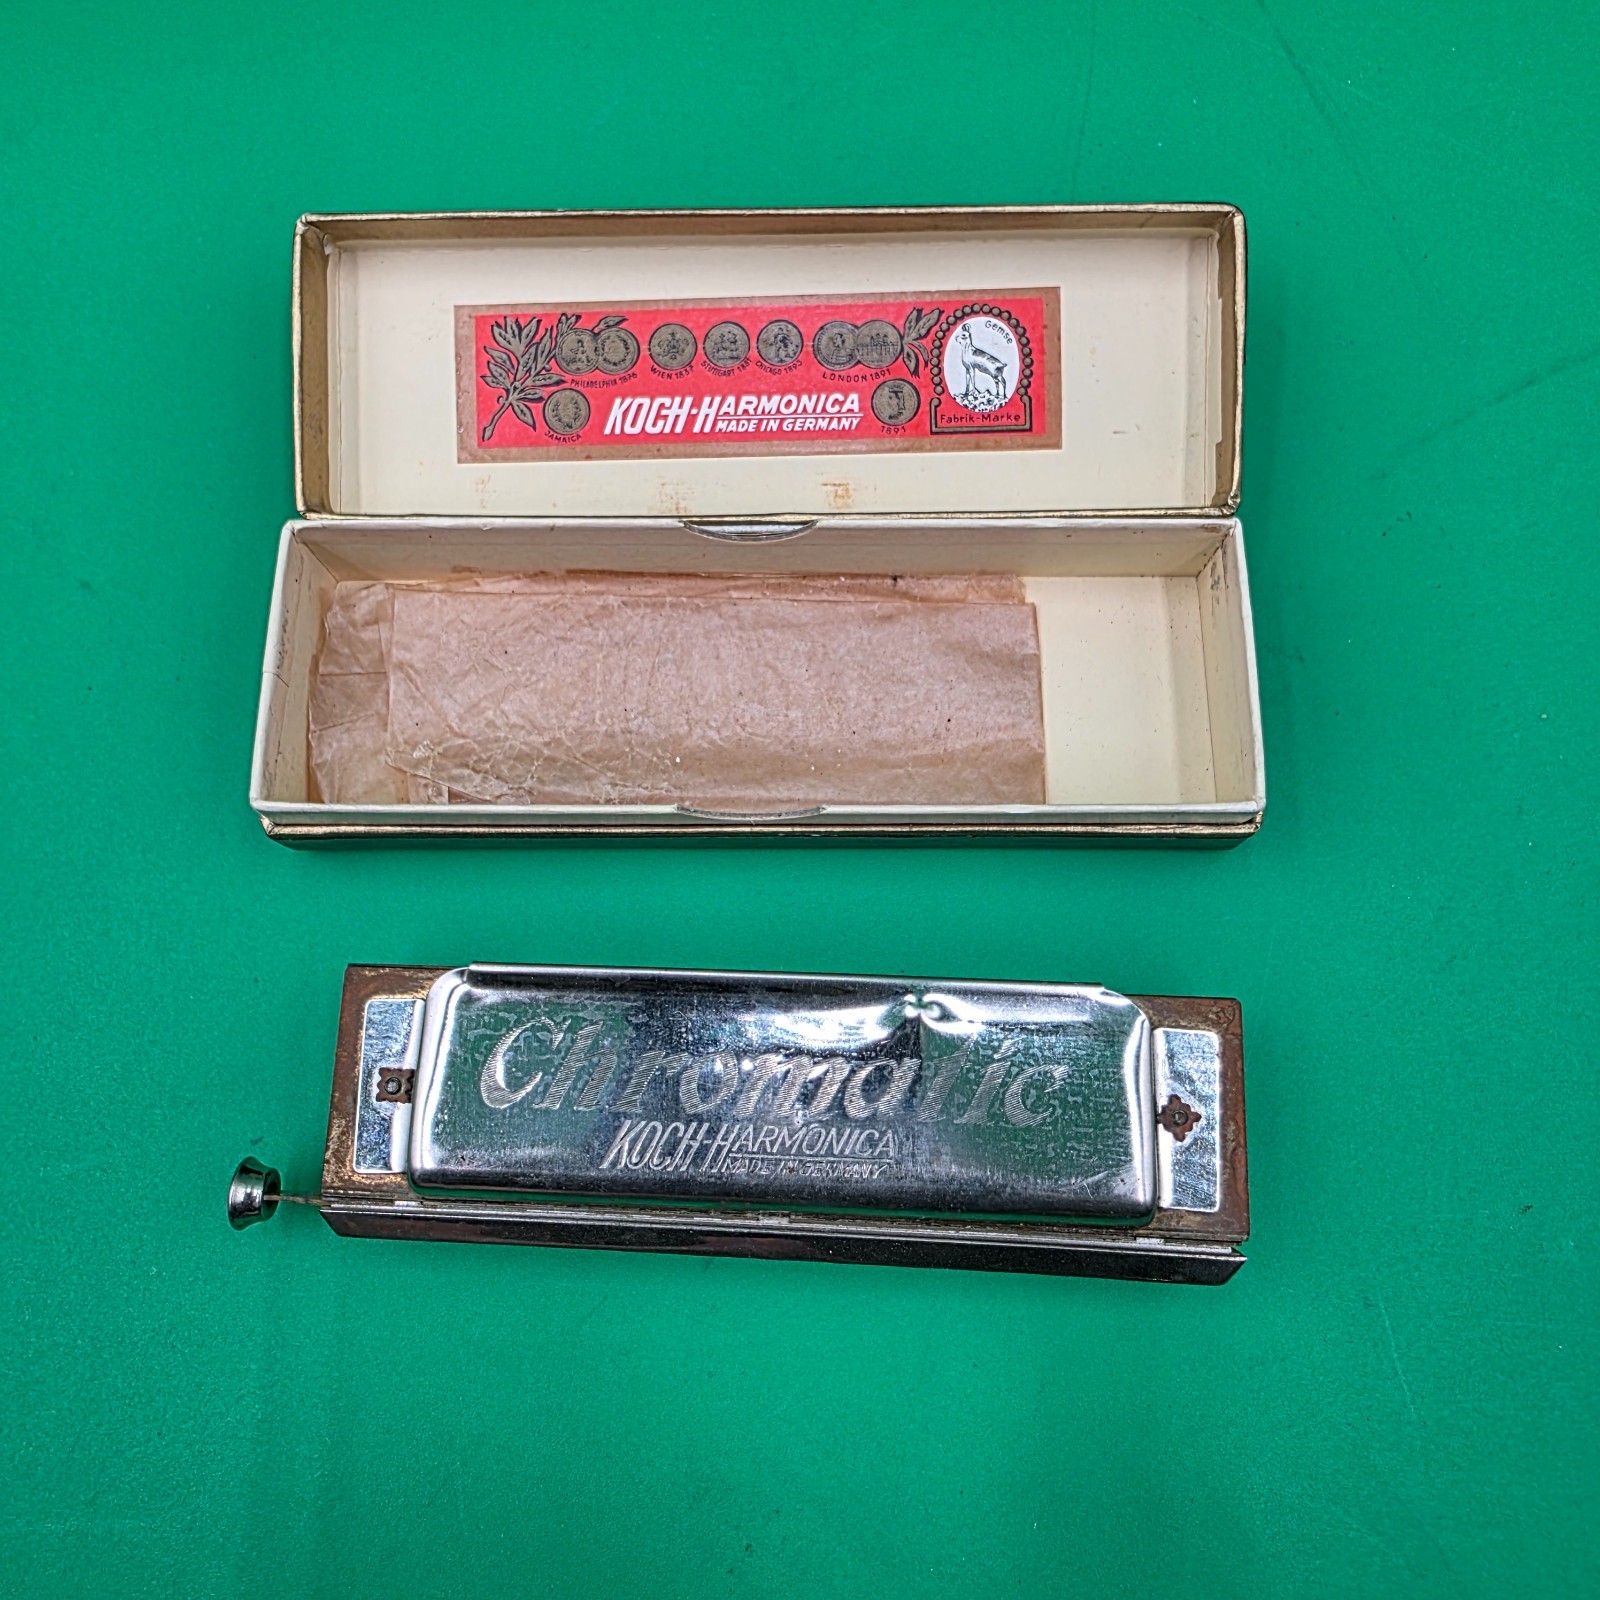 Gemse
PHILADELPHIA 1876
WIEN 1837
STUTTGART 1881
CHICAGO 1893
LONDON 1891
JAMAICA
KOCH-HARMONICA
MADE IN GERMANY
1891
Fabrik-Marke
Chromatic
KOCH-HARMONICA
MADE IN GERMANY